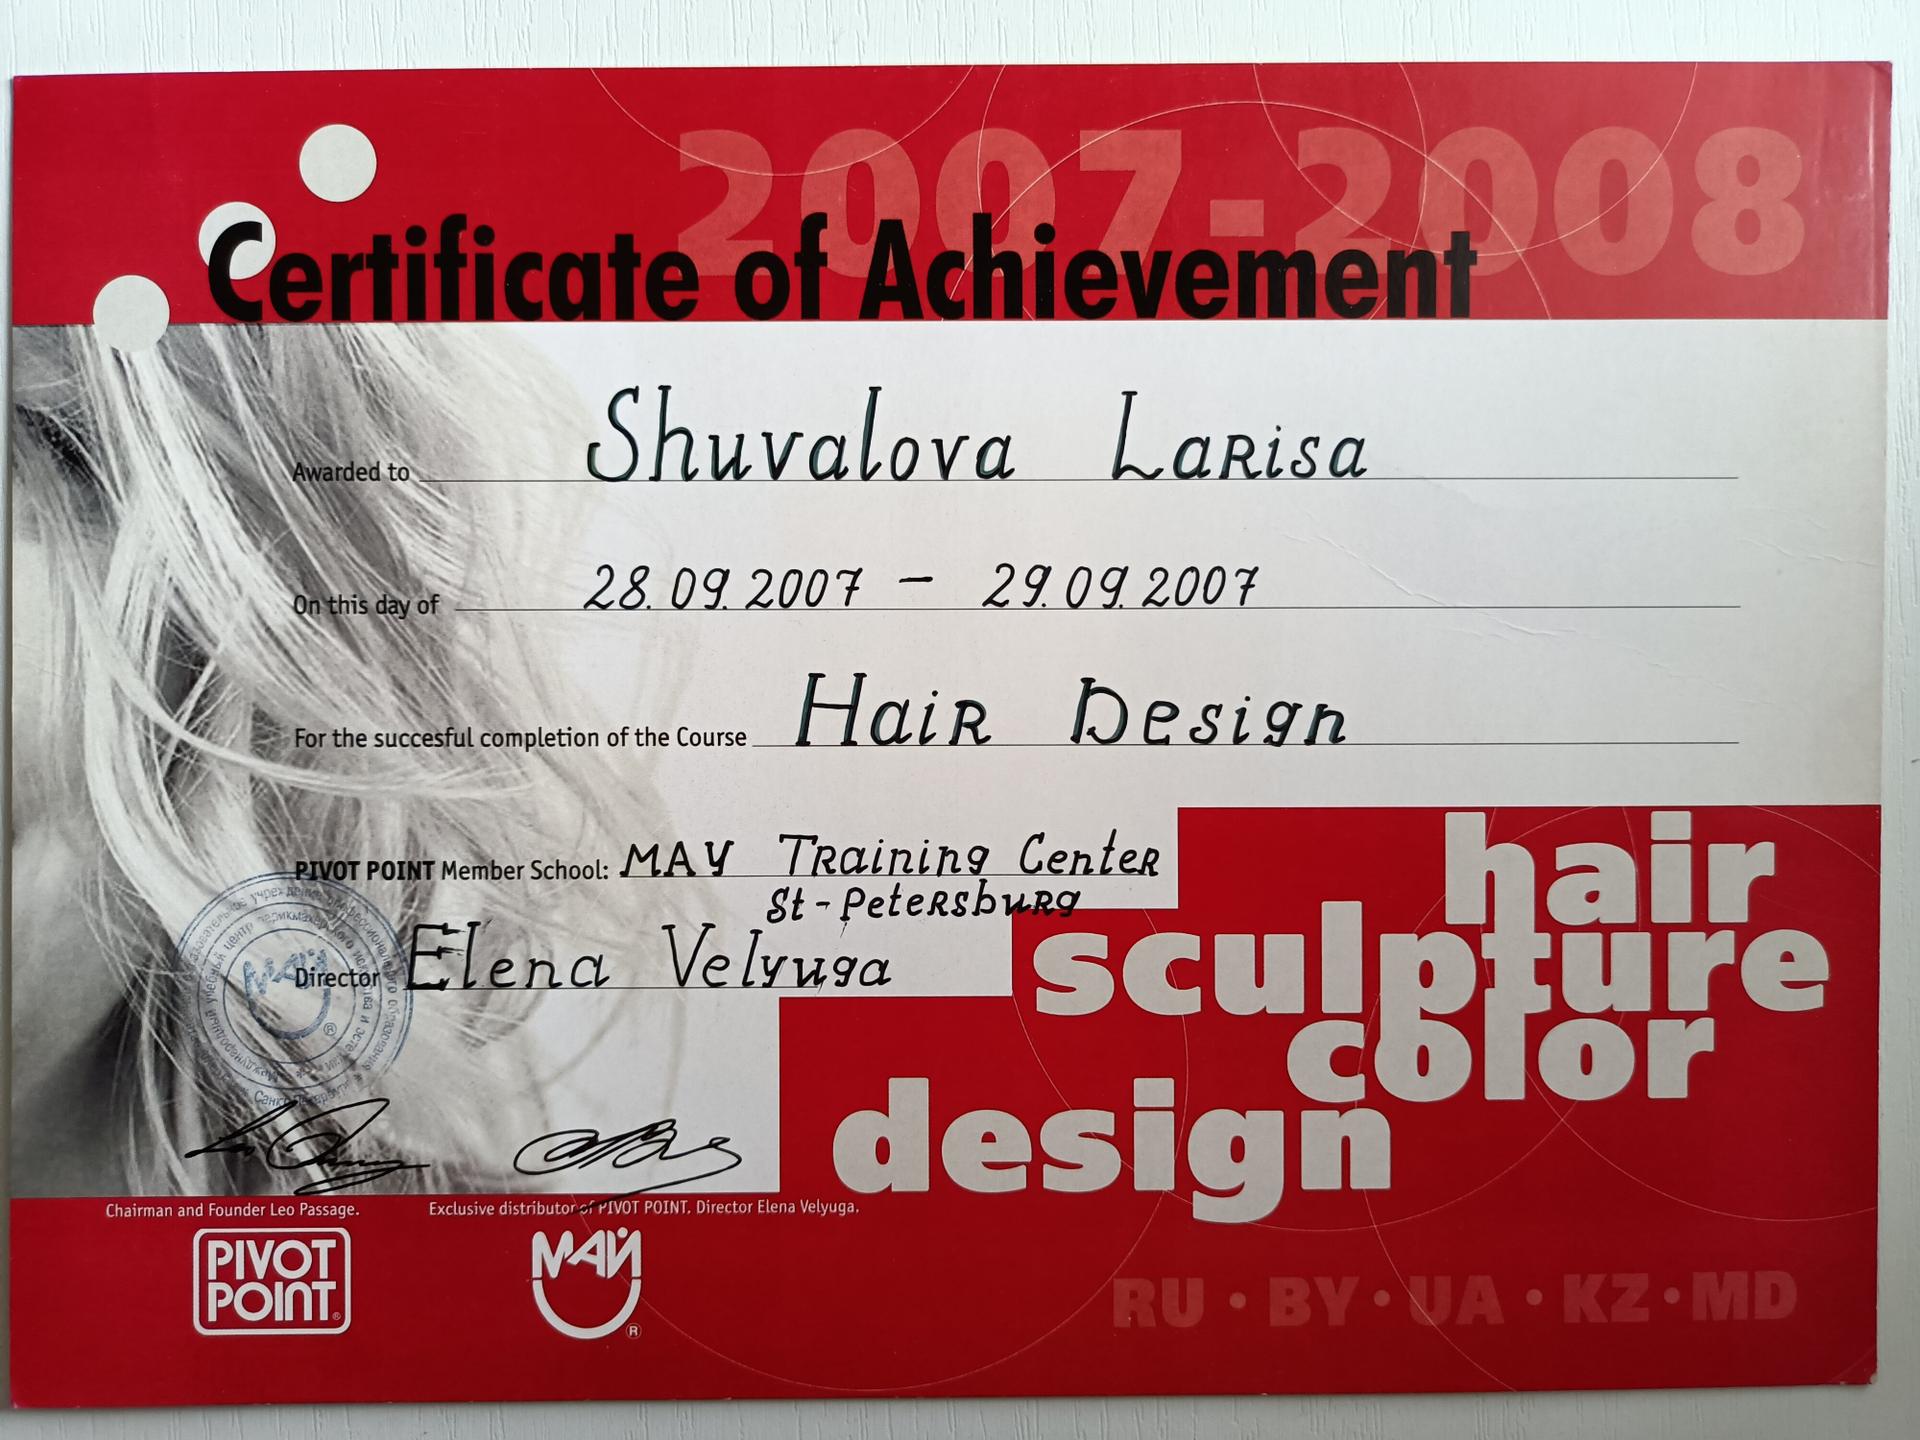 2007-2008
Certificate of Achievement
Awarded to Shuvalova Larisa
On this day of 28.09.2007 – 29.09.2007
For the succesful completion of the Course Hair Design
PIVOT POINT Member School: MAY Training Center
St-Petersburg
Director Elena Velyuga
hair
sculpture
color
design
Chairman and Founder Leo Passage.
Exclusive distributor of PIVOT POINT, Director Elena Velyuga.
PIVOT
POINT®
МАЙ
®
RU • BY • UA • KZ • MD